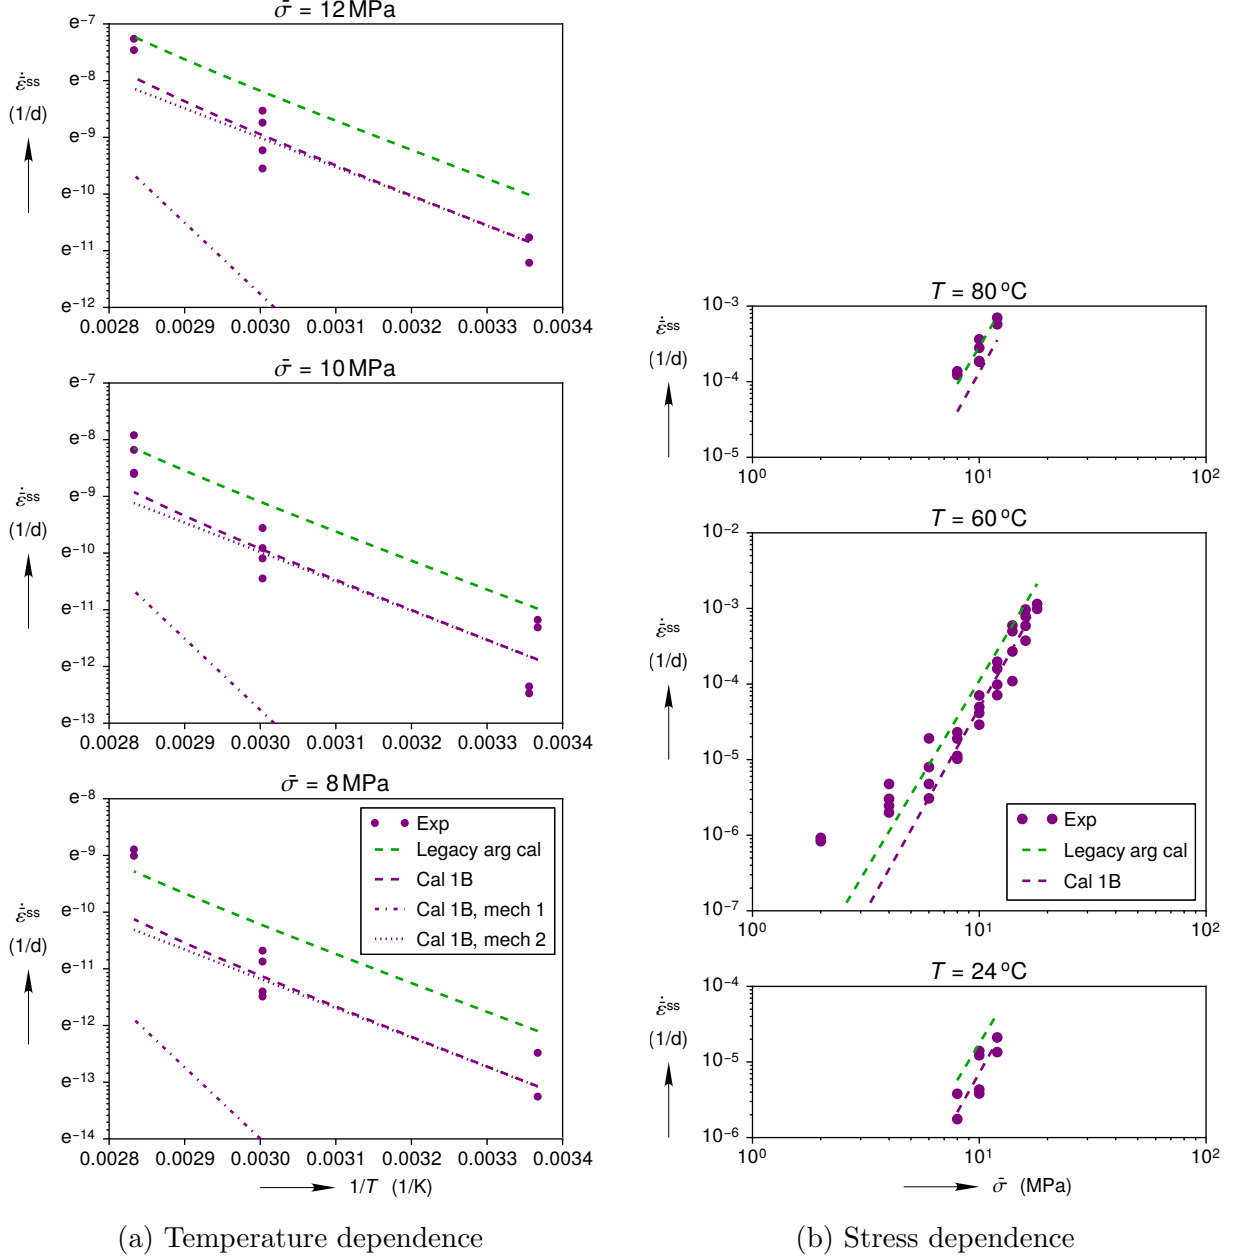 σ̄ = 12 MPa
e⁻⁷
e⁻⁸
e⁻⁹
e⁻¹⁰
e⁻¹¹
e⁻¹²
ε̄̇ˢˢ
(1/d)
0.0028 0.0029 0.0030 0.0031 0.0032 0.0033 0.0034
σ̄ = 10 MPa
e⁻⁷
e⁻⁸
e⁻⁹
e⁻¹⁰
e⁻¹¹
e⁻¹²
e⁻¹³
ε̄̇ˢˢ
(1/d)
0.0028 0.0029 0.0030 0.0031 0.0032 0.0033 0.0034
σ̄ = 8 MPa
e⁻⁸
e⁻⁹
e⁻¹⁰
e⁻¹¹
e⁻¹²
e⁻¹³
e⁻¹⁴
ε̄̇ˢˢ
(1/d)
Exp
Legacy arg cal
Cal 1B
Cal 1B, mech 1
Cal 1B, mech 2
0.0028 0.0029 0.0030 0.0031 0.0032 0.0033 0.0034
1/T (1/K)
(a) Temperature dependence
T = 80 °C
10⁻³
10⁻⁴
10⁻⁵
ε̄̇ˢˢ
(1/d)
10⁰ 10¹ 10²
T = 60 °C
10⁻²
10⁻³
10⁻⁴
10⁻⁵
10⁻⁶
10⁻⁷
ε̄̇ˢˢ
(1/d)
Exp
Legacy arg cal
Cal 1B
10⁰ 10¹ 10²
T = 24 °C
10⁻⁴
10⁻⁵
10⁻⁶
ε̄̇ˢˢ
(1/d)
10⁰ 10¹ 10²
σ̄ (MPa)
(b) Stress dependence